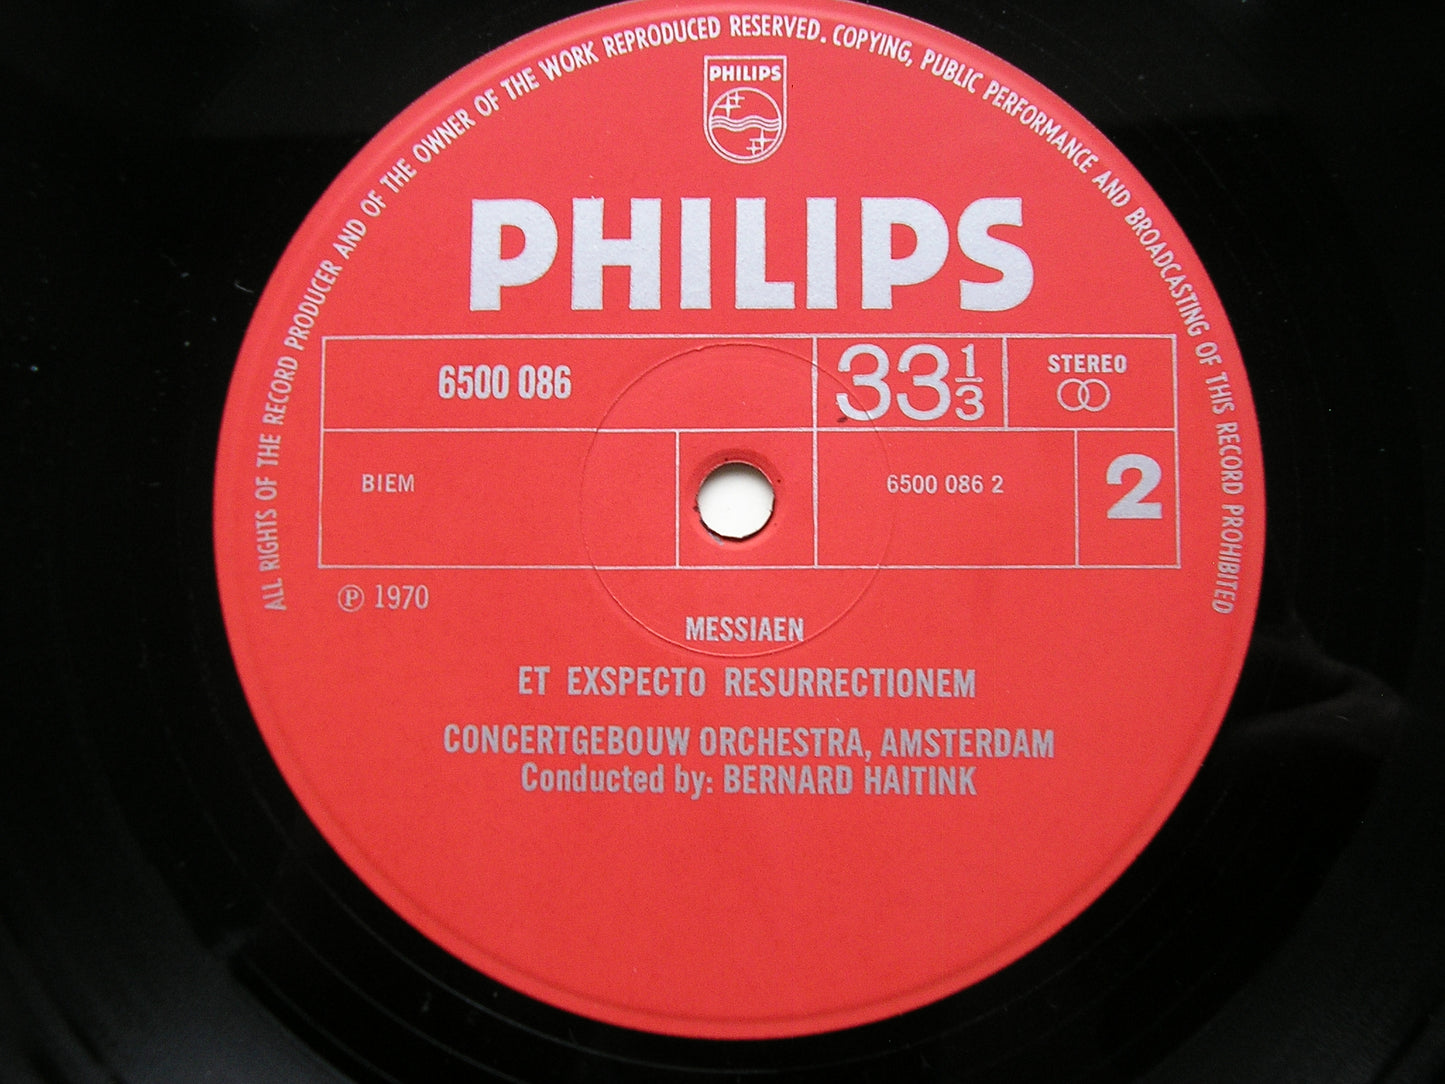 ALL RIGHTS OF THE RECORD PRODUCER AND OF THE OWNER OF THE WORK REPRODUCED RESERVED. COPYING, PUBLIC PERFORMANCE AND BROADCASTING OF THIS RECORD PROHIBITED
PHILIPS
PHILIPS
6500 086
33 1/3
STEREO
BIEM
6500 086 2
2
℗ 1970
MESSIAEN
ET EXSPECTO RESURRECTIONEM
CONCERTGEBOUW ORCHESTRA, AMSTERDAM
Conducted by: BERNARD HAITINK